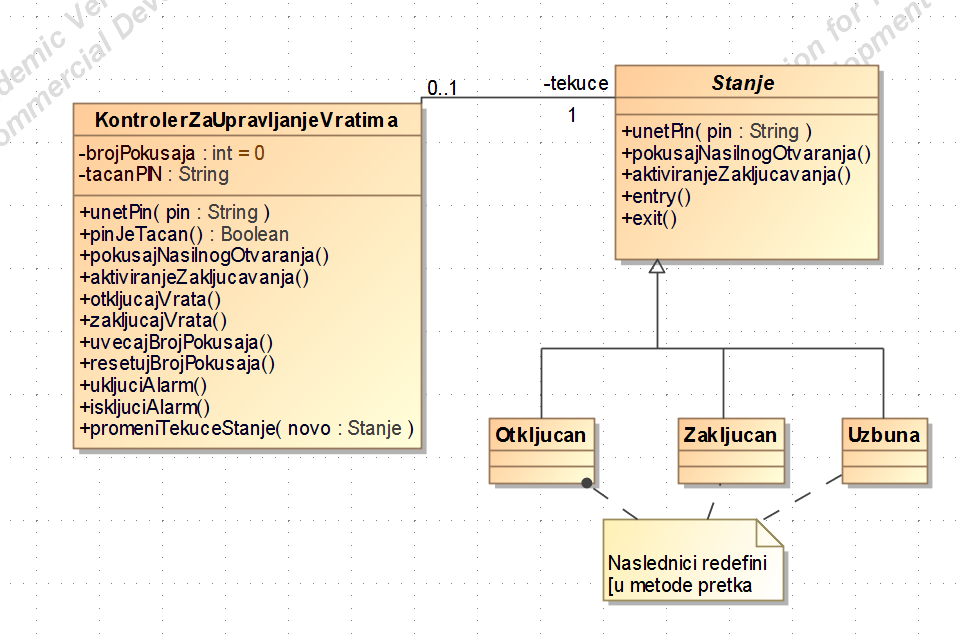 KontrolerZaUpravljanjeVratima
-brojPokusaja : int = 0
-tacanPIN : String
+unetPin( pin : String )
+pinJeTacan() : Boolean
+pokusajNasilnogOtvaranja()
+aktiviranjeZakljucavanja()
+otkljucajVrata()
+zakljucajVrata()
+uvecajBrojPokusaja()
+resetujBrojPokusaja()
+ukljuciAlarm()
+iskljuciAlarm()
+promeniTekuceStanje( novo : Stanje )
0..1
-tekuce
1
Stanje
+unetPin( pin : String )
+pokusajNasilnogOtvaranja()
+aktiviranjeZakljucavanja()
+entry()
+exit()
Otkljucan
Zakljucan
Uzbuna
Naslednici redefini
[u metode pretka